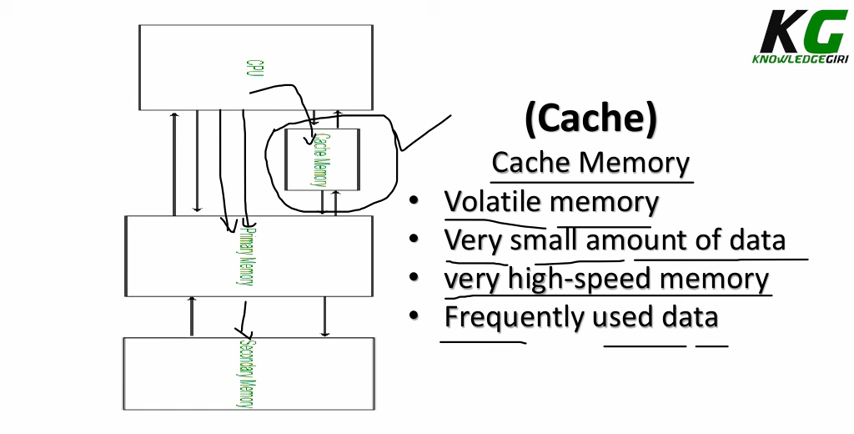 KG
KNOWLEDGEGIRI
CPU
Cache Memory
Primary Memory
Secondary Memory
(Cache)
Cache Memory
• Volatile memory
• Very small amount of data
• very high-speed memory
• Frequently used data